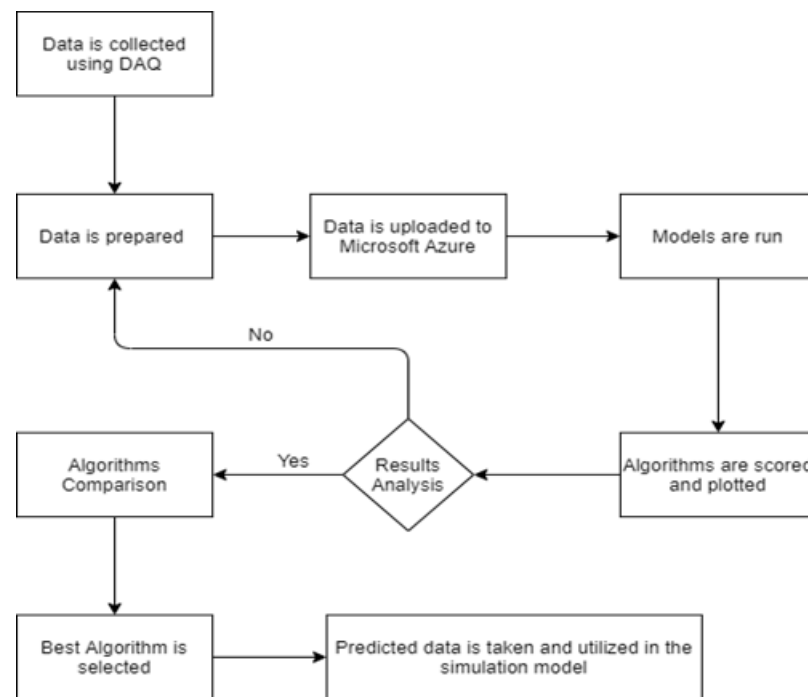 Data is collected
using DAQ
Data is prepared
Data is uploaded to
Microsoft Azure
Models are run
No
Algorithms
Comparison
Yes
Results
Analysis
Algorithms are scored
and plotted
Best Algorithm is
selected
Predicted data is taken and utilized in the
simulation model